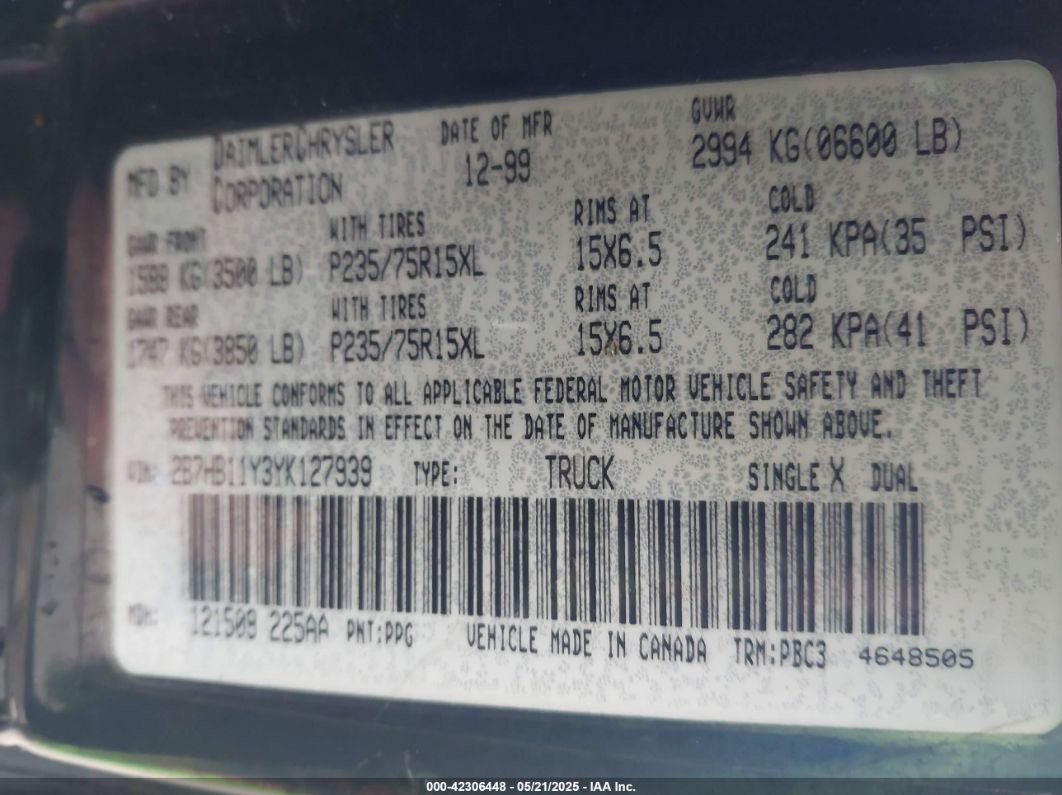 MFD BY DAIMLERCHRYSLER CORPORATION DATE OF MFR 12-99 GVWR 2994 KG(06600 LB)
GAWR FRONT WITH TIRES RIMS AT COLD
1588 KG(3500 LB) P235/75R15XL 15X6.5 241 KPA(35 PSI)
GAWR REAR WITH TIRES RIMS AT COLD
1747 KG(3850 LB) P235/75R15XL 15X6.5 282 KPA(41 PSI)
THIS VEHICLE CONFORMS TO ALL APPLICABLE FEDERAL MOTOR VEHICLE SAFETY AND THEFT
PREVENTION STANDARDS IN EFFECT ON THE DATE OF MANUFACTURE SHOWN ABOVE.
VIN: 2B7HB11Y3YK127939 TYPE: TRUCK SINGLE X DUAL
MDH: 121509 225AA PNT:PPG VEHICLE MADE IN CANADA TRM:PBC3 4648505
000-42306448 - 05/21/2025 - IAA Inc.